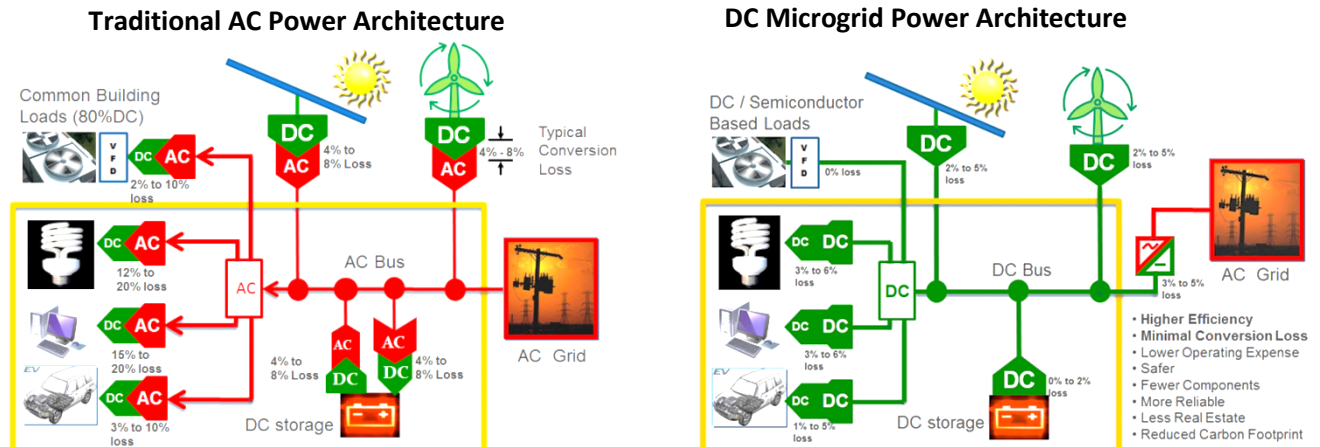 Traditional AC Power Architecture
Common Building
Loads (80%DC)
V
F
D
DC
AC
2% to 10%
loss
DC
AC
4% to
8% Loss
DC
AC
4% - 8%
Typical
Conversion
Loss
DC
AC
12% to
20% loss
DC
AC
15% to
20% loss
EV
DC
AC
3% to 10%
loss
AC
AC Bus
AC
DC
4% to
8% Loss
AC
DC
4% to
8% Loss
DC storage
AC Grid
DC Microgrid Power Architecture
DC / Semiconductor
Based Loads
V
F
D
0% loss
DC
2% to 5%
loss
DC
2% to 5%
loss
DC
DC
3% to 6%
loss
DC
DC
3% to 6%
loss
EV
DC
DC
1% to 5%
loss
DC
DC Bus
DC
0% to 2%
loss
DC storage
3% to 5%
loss
AC Grid
• Higher Efficiency
• Minimal Conversion Loss
• Lower Operating Expense
• Safer
• Fewer Components
• More Reliable
• Less Real Estate
• Reduced Carbon Footprint